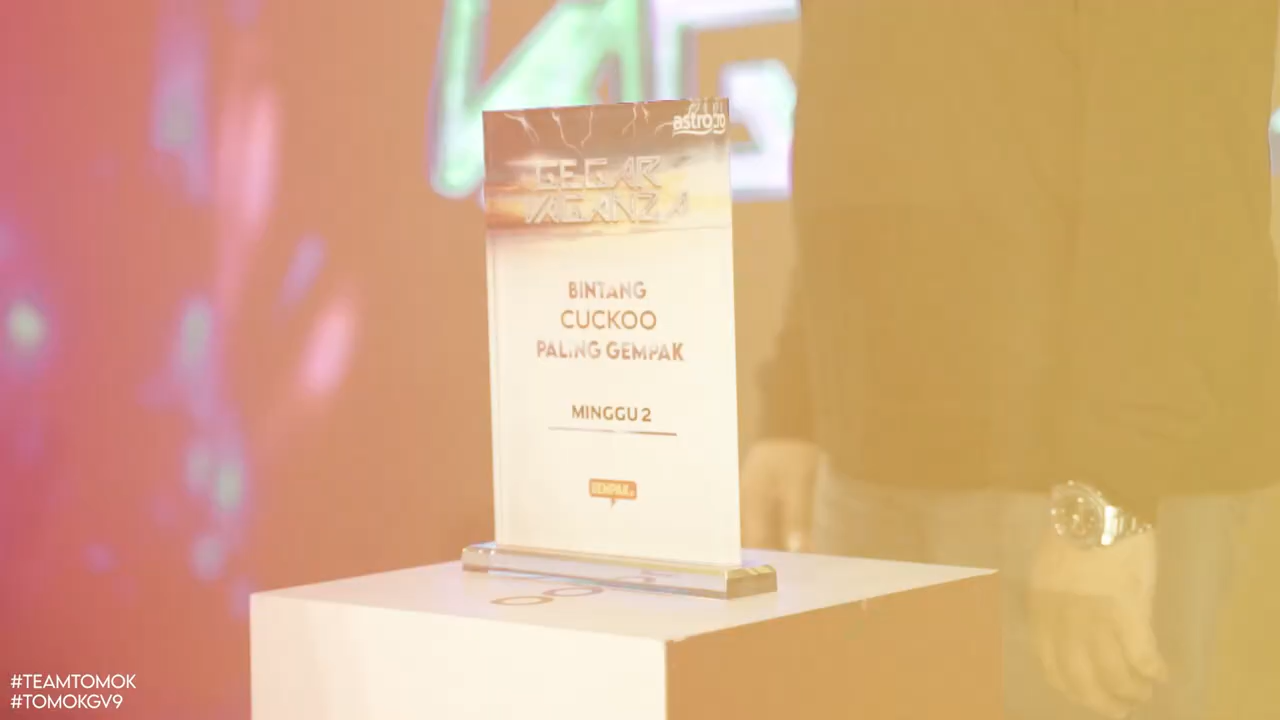 astro
GEGAR
VAGANZA
BINTANG
CUCKOO
PALING GEMPAK
MINGGU 2
GEMPAK
#TEAMTOMOK
#TOMOKGV9